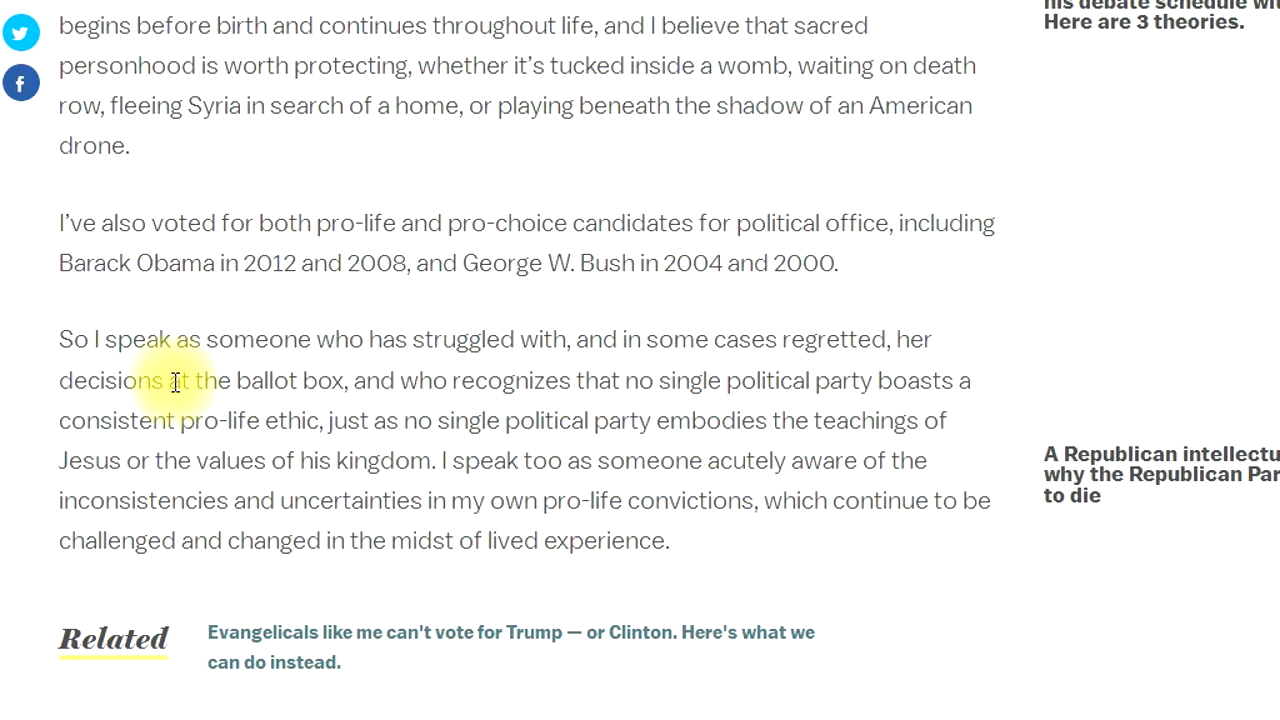 begins before birth and continues throughout life, and I believe that sacred
personhood is worth protecting, whether it’s tucked inside a womb, waiting on death
row, fleeing Syria in search of a home, or playing beneath the shadow of an American
drone.
I’ve also voted for both pro-life and pro-choice candidates for political office, including
Barack Obama in 2012 and 2008, and George W. Bush in 2004 and 2000.
So I speak as someone who has struggled with, and in some cases regretted, her
decisions at the ballot box, and who recognizes that no single political party boasts a
consistent pro-life ethic, just as no single political party embodies the teachings of
Jesus or the values of his kingdom. I speak too as someone acutely aware of the
inconsistencies and uncertainties in my own pro-life convictions, which continue to be
challenged and changed in the midst of lived experience.
Related
Evangelicals like me can't vote for Trump — or Clinton. Here's what we
can do instead.
his debate schedule
Here are 3 theories.
A Republican
why the Republican
to die